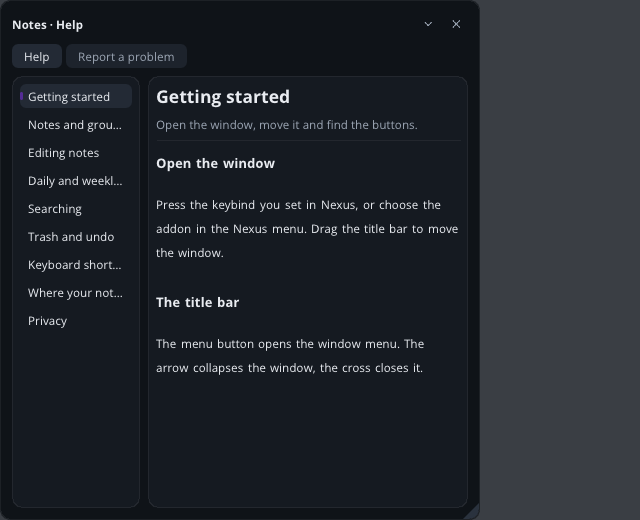 Notes · Help
Help
Report a problem
Getting started
Notes and grou...
Editing notes
Daily and weekl...
Searching
Trash and undo
Keyboard short...
Where your not...
Privacy
Getting started
Open the window, move it and find the buttons.
Open the window
Press the keybind you set in Nexus, or choose the
addon in the Nexus menu. Drag the title bar to move
the window.
The title bar
The menu button opens the window menu. The
arrow collapses the window, the cross closes it.